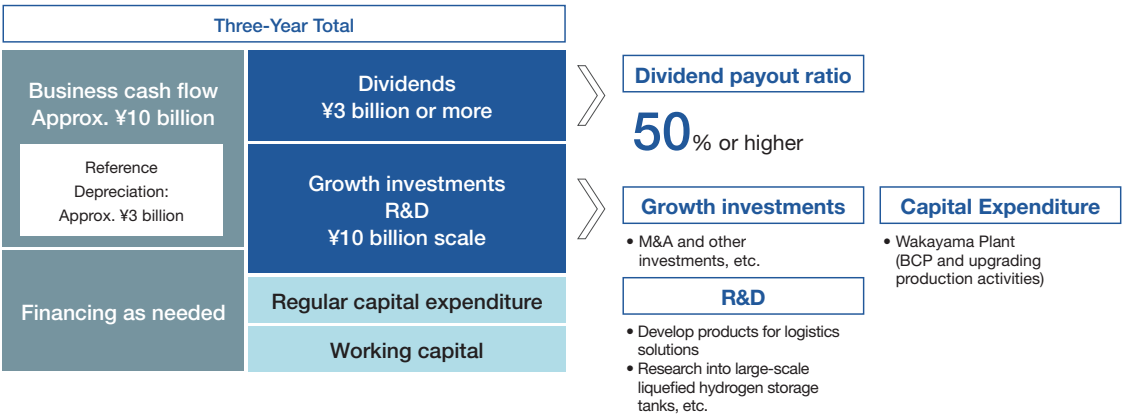 Three-Year Total
Business cash flow
Approx. ¥10 billion
Reference
Depreciation:
Approx. ¥3 billion
Financing as needed
Dividends
¥3 billion or more
Growth investments
R&D
¥10 billion scale
Regular capital expenditure
Working capital
Dividend payout ratio
50% or higher
Growth investments
• M&A and other
investments, etc.
R&D
• Develop products for logistics
solutions
• Research into large-scale
liquefied hydrogen storage
tanks, etc.
Capital Expenditure
• Wakayama Plant
(BCP and upgrading
production activities)